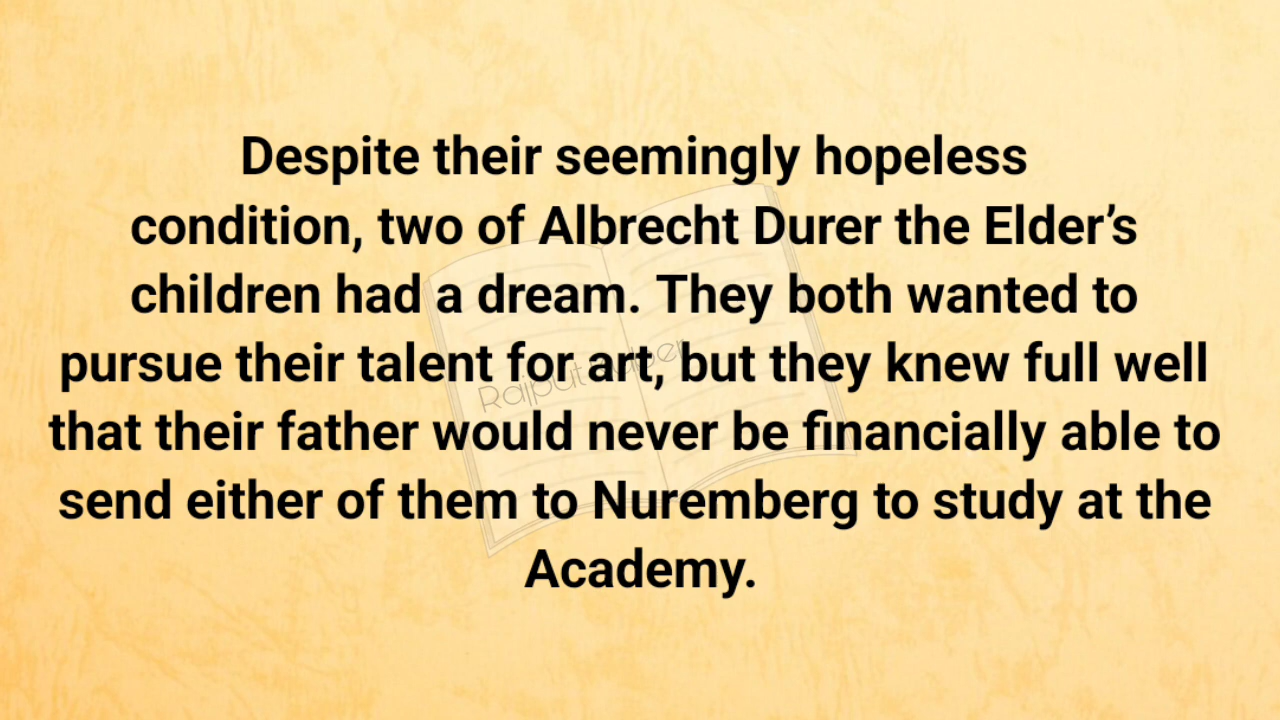 Despite their seemingly hopeless
condition, two of Albrecht Durer the Elder’s
children had a dream. They both wanted to
pursue their talent for art, but they knew full well
that their father would never be financially able to
send either of them to Nuremberg to study at the
Academy.
Rajput